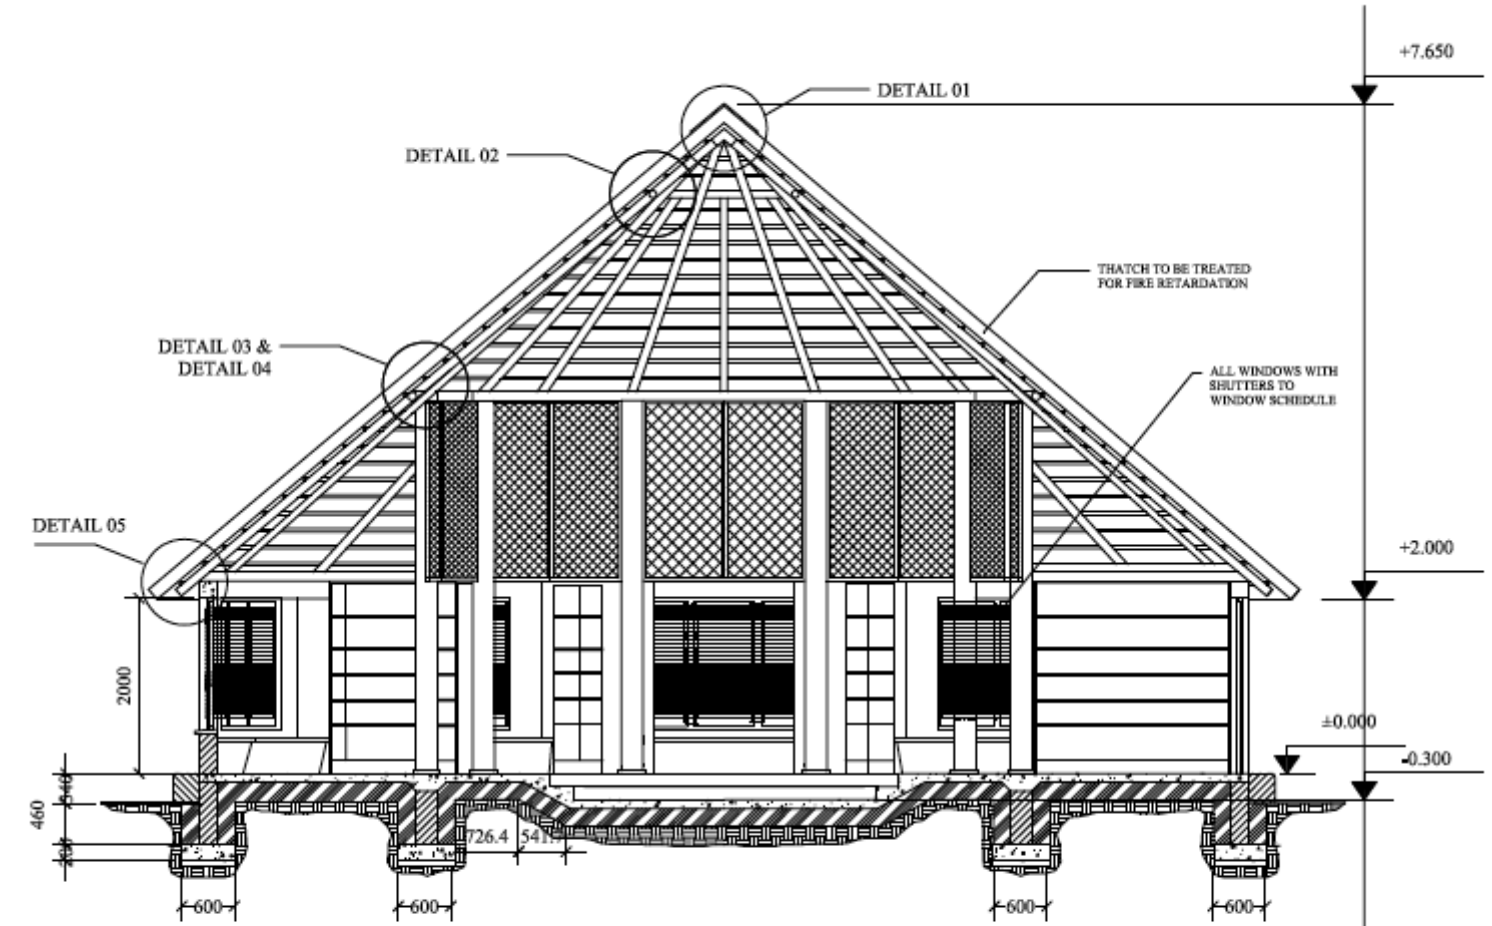 +7.650
DETAIL 01
DETAIL 02
THATCH TO BE TREATED
FOR FIRE RETARDATION
DETAIL 03 &
DETAIL 04
ALL WINDOWS WITH
SHUTTERS TO
WINDOW SCHEDULE
DETAIL 05
+2.000
2000
±0.000
-0.300
460
726.4
600
600
600
600